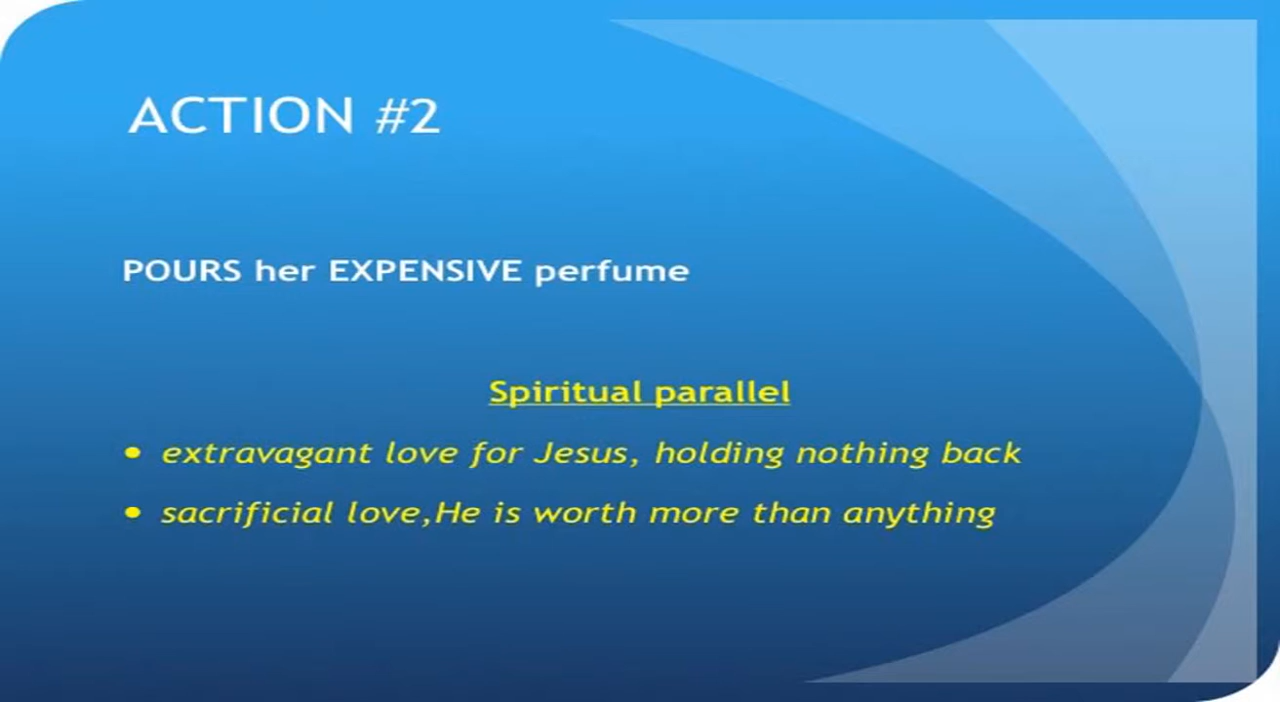 ACTION #2
POURS her EXPENSIVE perfume
Spiritual parallel
• extravagant love for Jesus, holding nothing back
• sacrificial love,He is worth more than anything